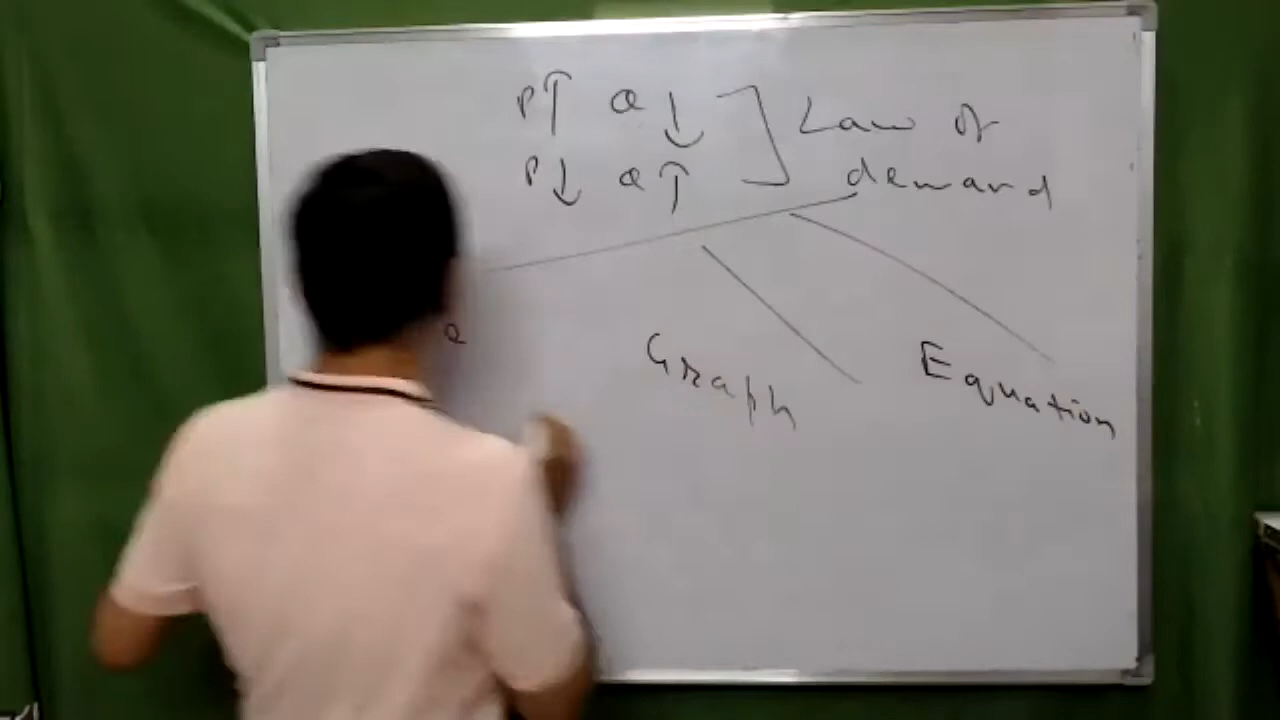 P↑ Q↓ ] Law of
P↓ Q↑ demand
Graph
Equation